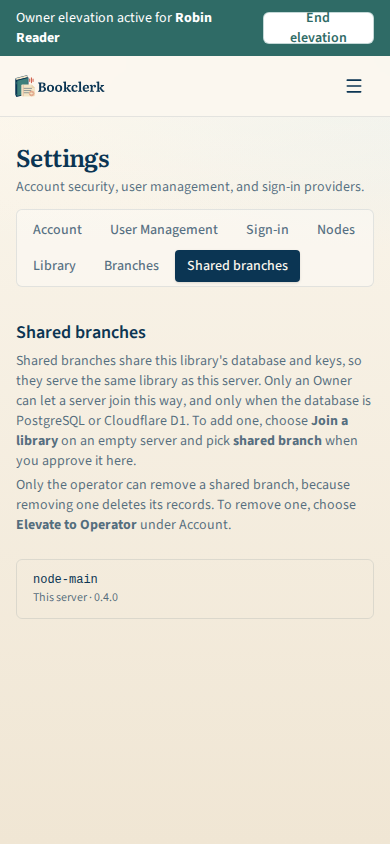 Owner elevation active for Robin
Reader
End
elevation
Bookclerk
Settings
Account security, user management, and sign-in providers.
Account User Management Sign-in Nodes
Library Branches Shared branches
Shared branches
Shared branches share this library's database and keys, so
they serve the same library as this server. Only an Owner
can let a server join this way, and only when the database is
PostgreSQL or Cloudflare D1. To add one, choose Join a
library on an empty server and pick shared branch when
you approve it here.
Only the operator can remove a shared branch, because
removing one deletes its records. To remove one, choose
Elevate to Operator under Account.
node-main
This server · 0.4.0